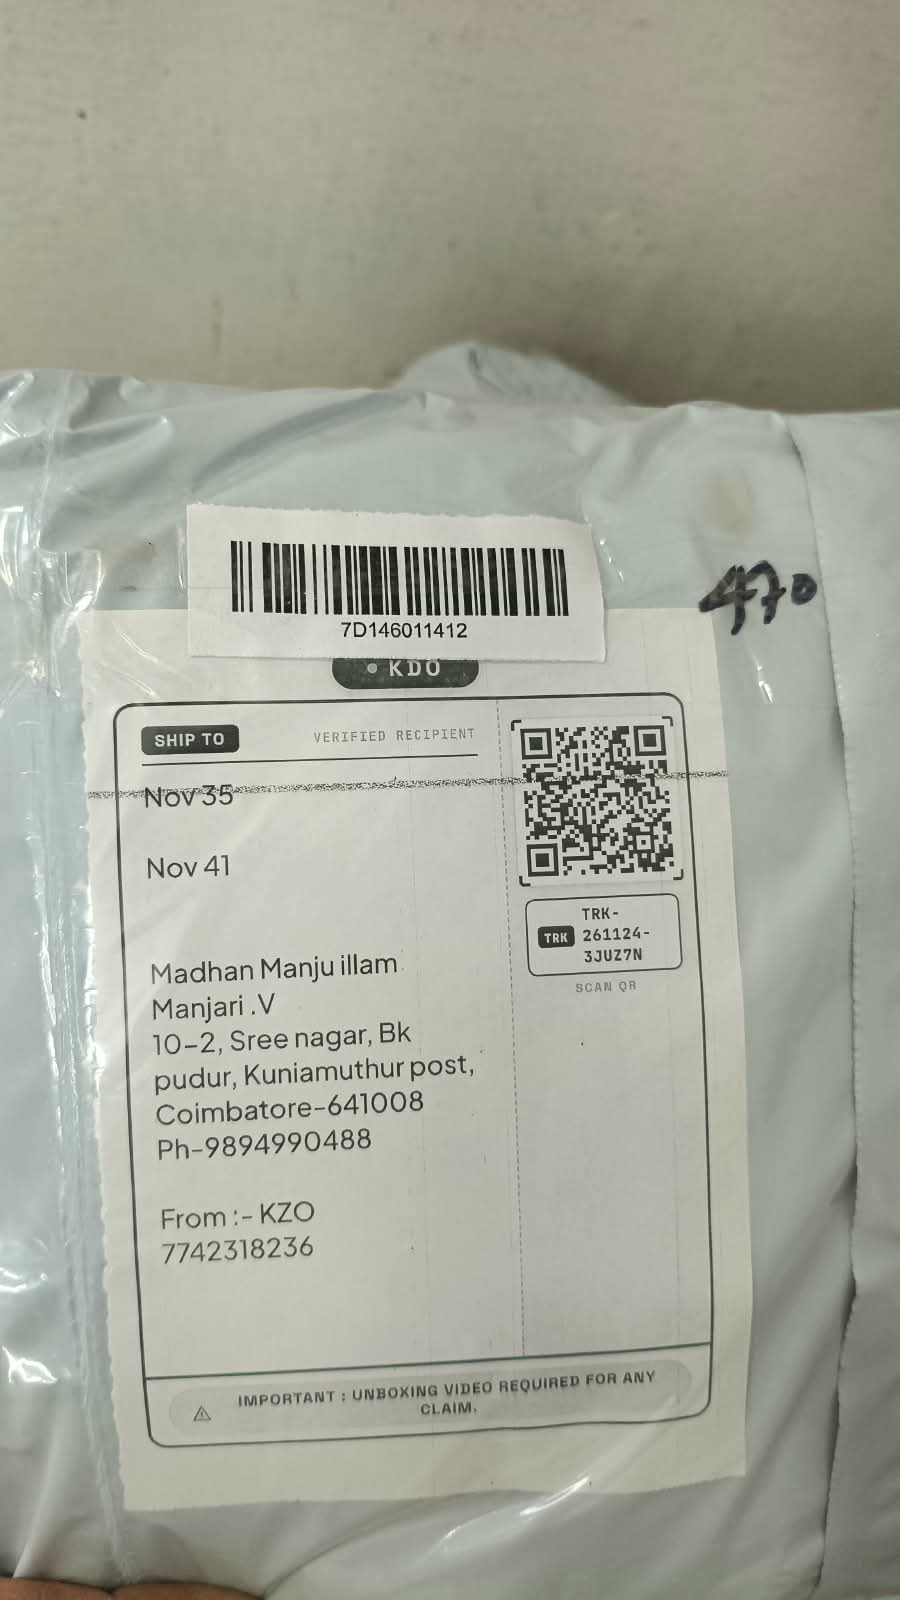 7D146011412
470
KDO
SHIP TO
VERIFIED RECIPIENT
Nov 35
Nov 41
Madhan Manju illam
Manjari .V
10-2, Sree nagar, Bk
pudur, Kuniamuthur post,
Coimbatore-641008
Ph-9894990488
From :- KZO
7742318236
TRK
TRK-
261124-
3JUZ7N
SCAN QR
IMPORTANT : UNBOXING VIDEO REQUIRED FOR ANY
CLAIM.